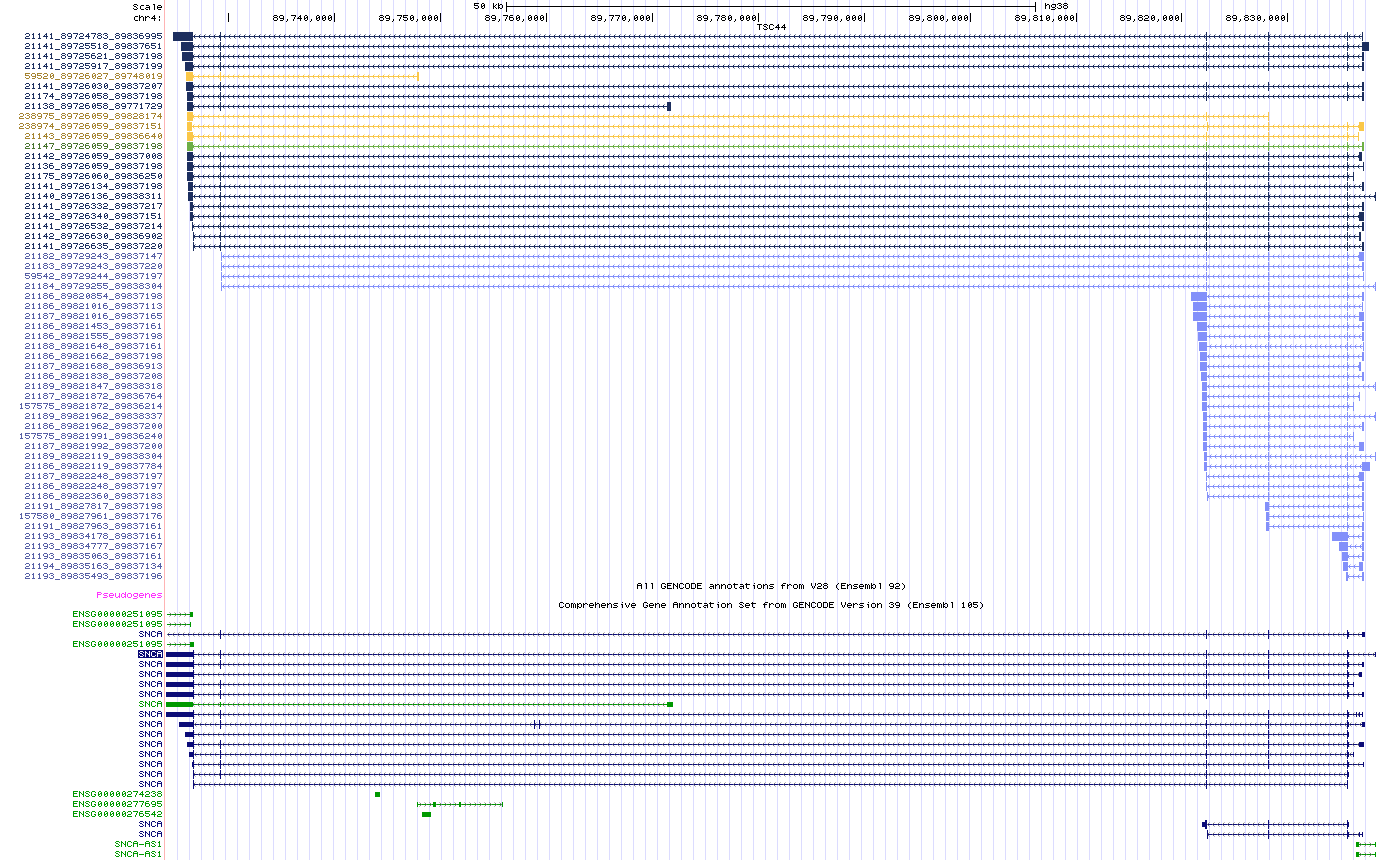 Scale 50 kb hg38
chr4: 89,740,000 89,750,000 89,760,000 89,770,000 89,780,000 89,790,000 89,800,000 89,810,000 89,820,000 89,830,000
TSC44
21141_89724783_89836995
21141_89725518_89837651
21141_89725621_89837198
21141_89725917_89837199
59520_89726027_89748019
21141_89726030_89837207
21174_89726058_89837198
21138_89726058_89771729
238975_89726059_89828174
238974_89726059_89837151
21143_89726059_89836640
21147_89726059_89837198
21142_89726059_89837008
21136_89726059_89837198
21175_89726060_89836250
21141_89726134_89837198
21140_89726136_89838311
21141_89726332_89837217
21142_89726340_89837151
21141_89726532_89837214
21142_89726630_89836902
21141_89726635_89837220
21182_89729243_89837147
21183_89729243_89837220
59542_89729244_89837197
21184_89729255_89838304
21186_89820854_89837198
21186_89821016_89837113
21187_89821016_89837165
21186_89821453_89837161
21186_89821555_89837198
21188_89821648_89837161
21186_89821662_89837198
21187_89821688_89836913
21186_89821838_89837208
21189_89821847_89838318
21187_89821872_89836764
157575_89821872_89836214
21189_89821962_89838337
21186_89821962_89837200
157575_89821991_89836240
21187_89821992_89837200
21189_89822119_89838304
21186_89822119_89837784
21187_89822248_89837197
21186_89822248_89837197
21186_89822360_89837183
21191_89827817_89837198
157580_89827961_89837176
21191_89827963_89837161
21193_89834178_89837161
21193_89834777_89837167
21193_89835063_89837161
21194_89835163_89837134
21193_89835493_89837196
All GENCODE annotations from V28 (Ensembl 92)
Pseudogenes
Comprehensive Gene Annotation Set from GENCODE Version 39 (Ensembl 105)
ENSG00000251095
ENSG00000251095
SNCA
ENSG00000251095
SNCA
SNCA
SNCA
SNCA
SNCA
SNCA
SNCA
SNCA
SNCA
SNCA
SNCA
SNCA
SNCA
SNCA
ENSG00000274238
ENSG00000277695
ENSG00000276542
SNCA
SNCA
SNCA-AS1
SNCA-AS1